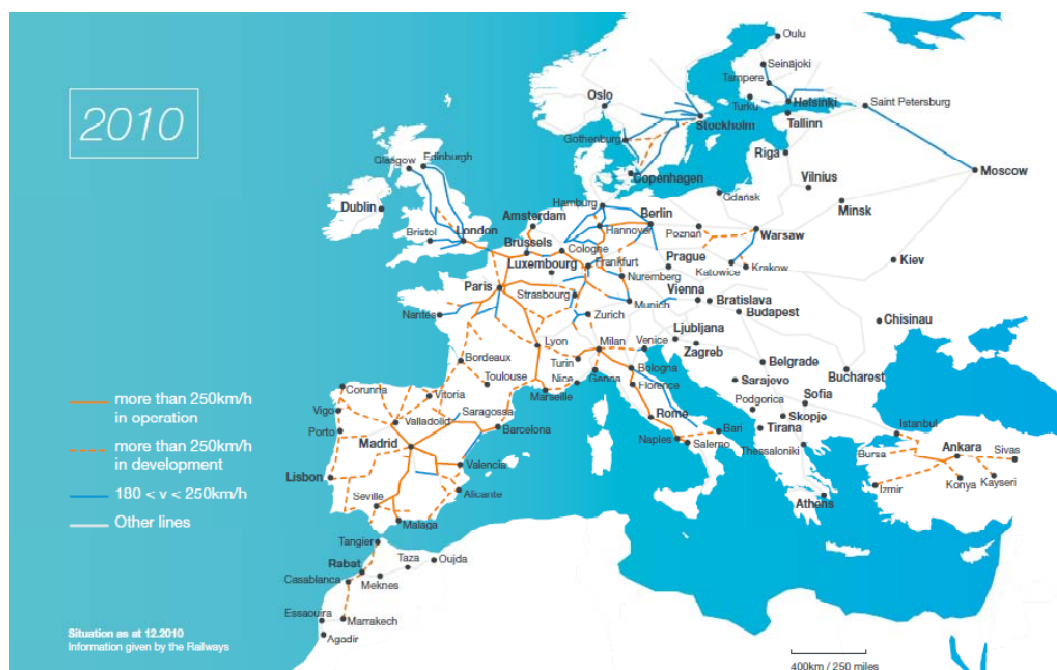 2010
Oulu
Seinäjoki
Tampere
Turku
Helsinki
Saint Petersburg
Oslo
Stockholm
Tallinn
Gothenburg
Riga
Moscow
Glasgow
Edinburgh
Copenhagen
Vilnius
Gdańsk
Minsk
Dublin
Hamburg
Amsterdam
Berlin
Bristol
London
Hannover
Poznań
Warsaw
Brussels
Cologne
Luxembourg
Frankfurt
Prague
Katowice
Krakow
Kiev
Paris
Nuremberg
Strasbourg
Vienna
Munich
Bratislava
Nantes
Zurich
Budapest
Chisinau
Ljubljana
Lyon
Milan
Venice
Zagreb
Bordeaux
Turin
Bologna
Belgrade
Toulouse
Nice
Genoa
Florence
Bucharest
Corunna
Vitoria
Marseille
Sarajevo
Sofia
more than 250km/h
in operation
Vigo
Saragossa
Podgorica
Porto
Valladolid
Rome
Skopje
Barcelona
Bari
Tirana
Istanbul
Madrid
Naples
Salerno
Ankara
more than 250km/h
in development
Thessaloniki
Bursa
Sivas
Lisbon
Valencia
180 < v < 250km/h
Seville
Alicante
Izmir
Konya
Kayseri
Athens
Other lines
Malaga
Tangier
Rabat
Taza
Oujda
Casablanca
Meknes
Essaouira
Marrakech
Agadir
Situation as at 12.2010
Information given by the Railways
400km / 250 miles